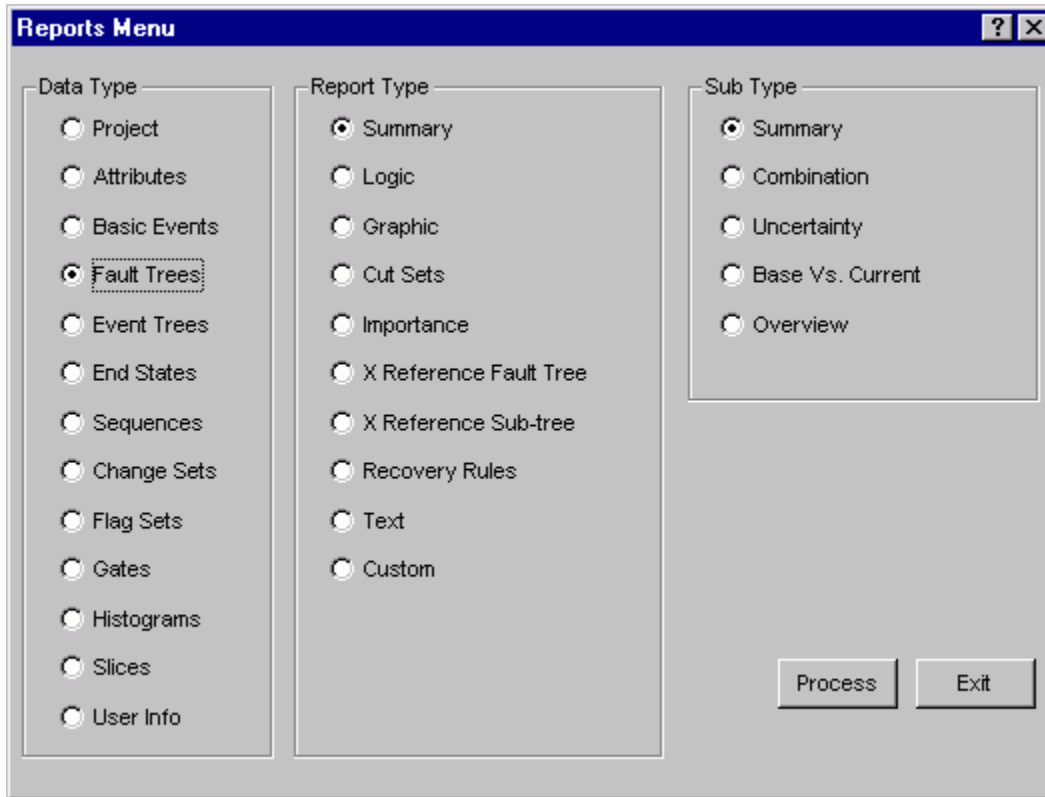 Reports Menu
Data Type
Project
Attributes
Basic Events
Fault Trees
Event Trees
End States
Sequences
Change Sets
Flag Sets
Gates
Histograms
Slices
User Info
Report Type
Summary
Logic
Graphic
Cut Sets
Importance
X Reference Fault Tree
X Reference Sub-tree
Recovery Rules
Text
Custom
Sub Type
Summary
Combination
Uncertainty
Base Vs. Current
Overview
Process
Exit